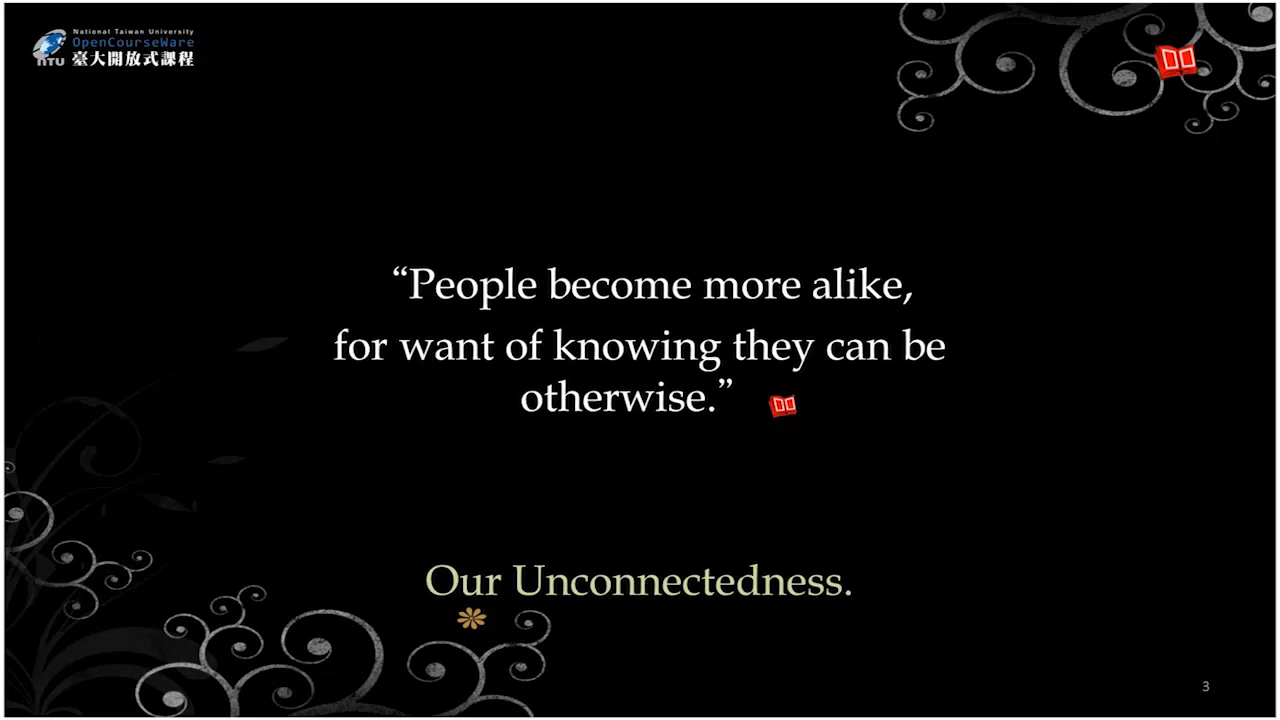 National Taiwan University
OpenCourseWare
NTU 臺大開放式課程
“People become more alike,
for want of knowing they can be
otherwise.”
Our Unconnectedness.
3